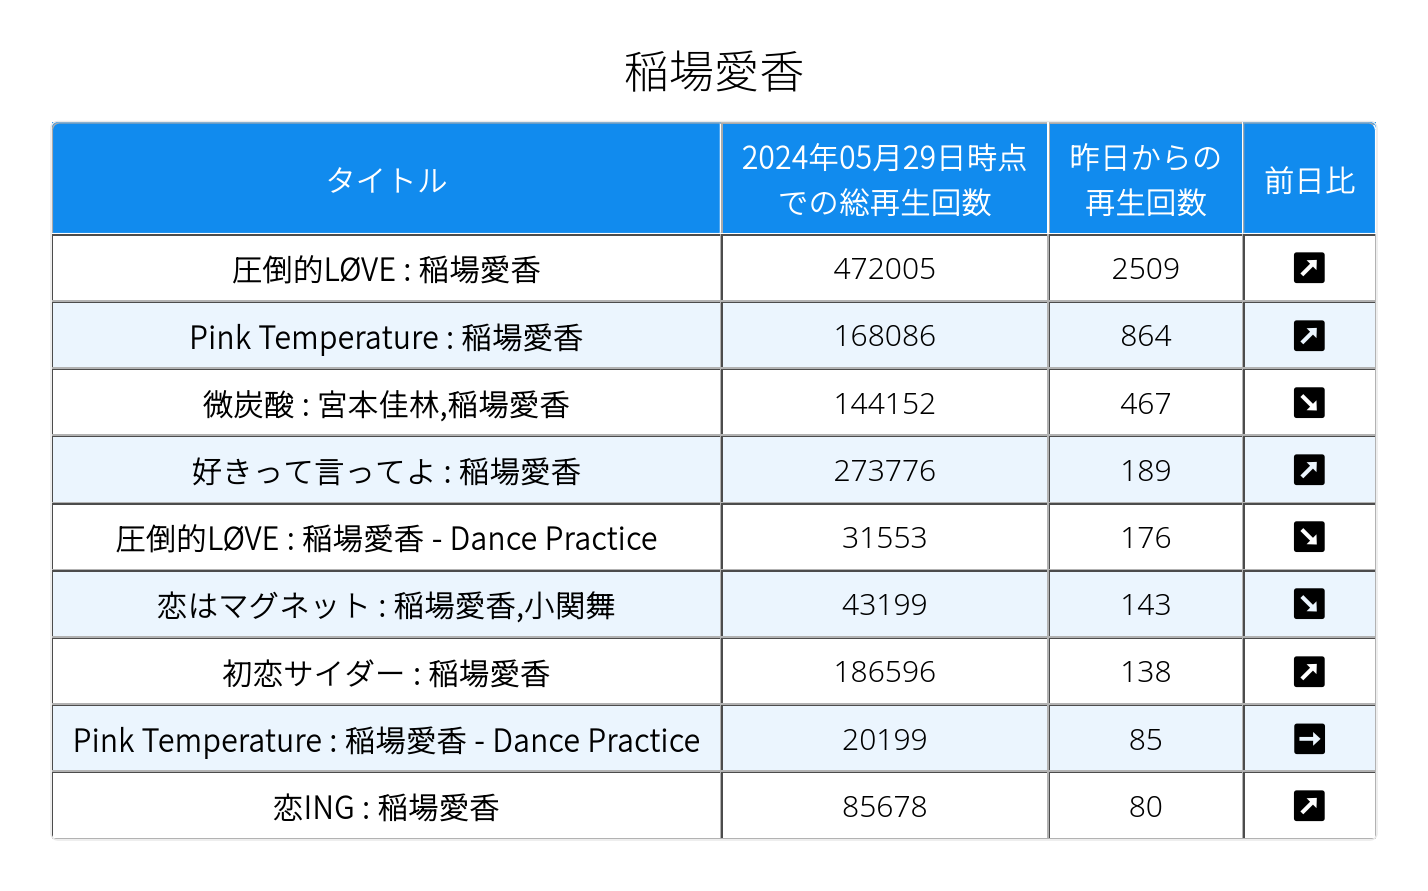 稲場愛香
タイトル
2024年05月29日時点
での総再生回数
昨日からの
再生回数
前日比
圧倒的LØVE : 稲場愛香 472005 2509 ↗
Pink Temperature : 稲場愛香 168086 864 ↗
微炭酸 : 宮本佳林,稲場愛香 144152 467 ↘
好きって言ってよ : 稲場愛香 273776 189 ↗
圧倒的LØVE : 稲場愛香 - Dance Practice 31553 176 ↘
恋はマグネット : 稲場愛香,小関舞 43199 143 ↘
初恋サイダー : 稲場愛香 186596 138 ↗
Pink Temperature : 稲場愛香 - Dance Practice 20199 85 →
恋ING : 稲場愛香 85678 80 ↗